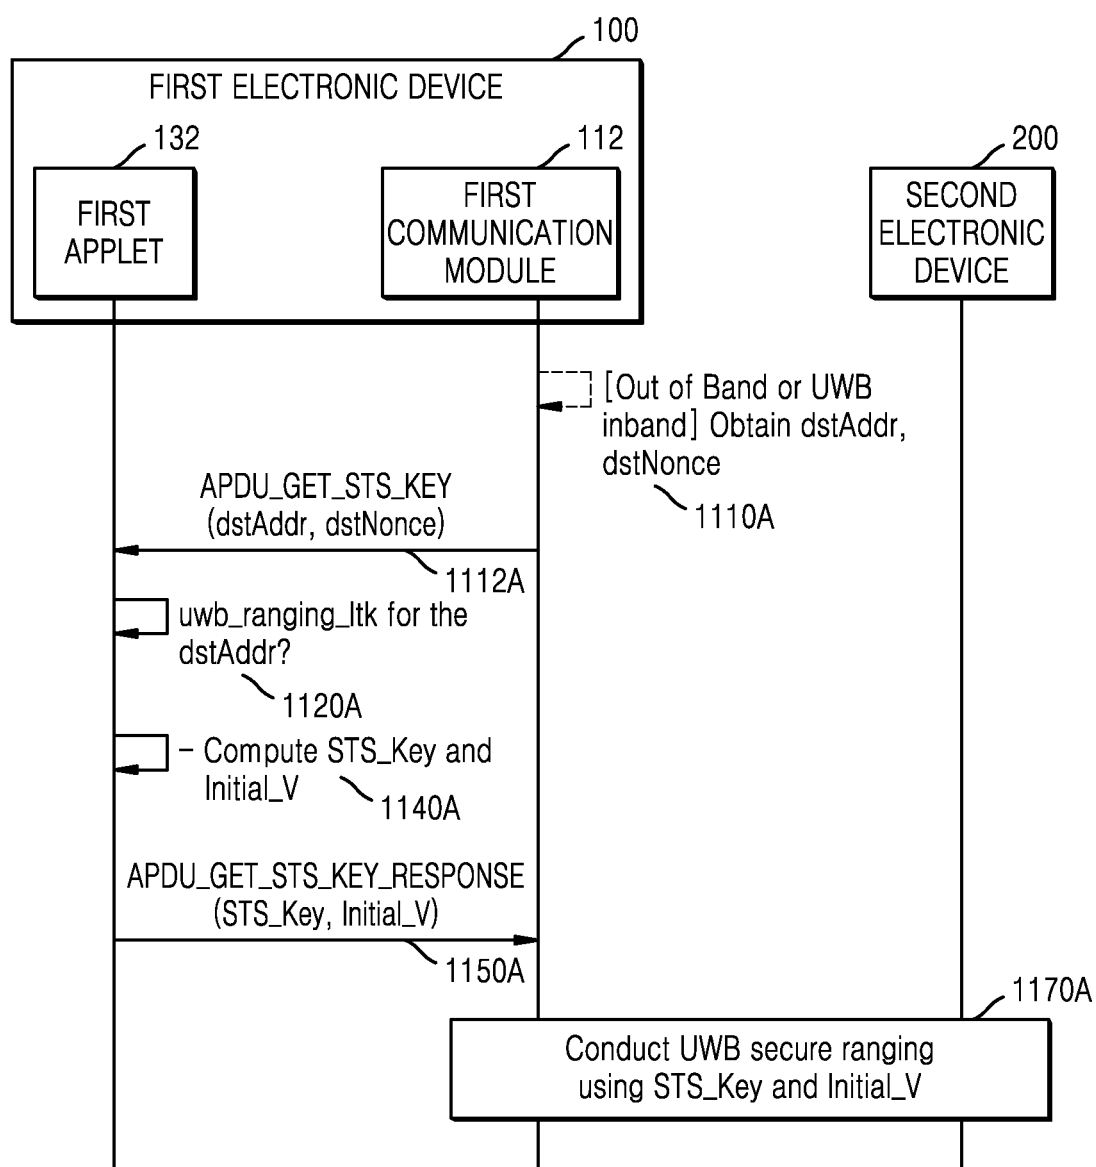 100
FIRST ELECTRONIC DEVICE
132
112
200
FIRST
APPLET
FIRST
COMMUNICATION
MODULE
SECOND
ELECTRONIC
DEVICE
[Out of Band or UWB
inband] Obtain dstAddr,
dstNonce
1110A
APDU_GET_STS_KEY
(dstAddr, dstNonce)
1112A
uwb_ranging_ltk for the
dstAddr?
1120A
– Compute STS_Key and
Initial_V
1140A
APDU_GET_STS_KEY_RESPONSE
(STS_Key, Initial_V)
1150A
1170A
Conduct UWB secure ranging
using STS_Key and Initial_V